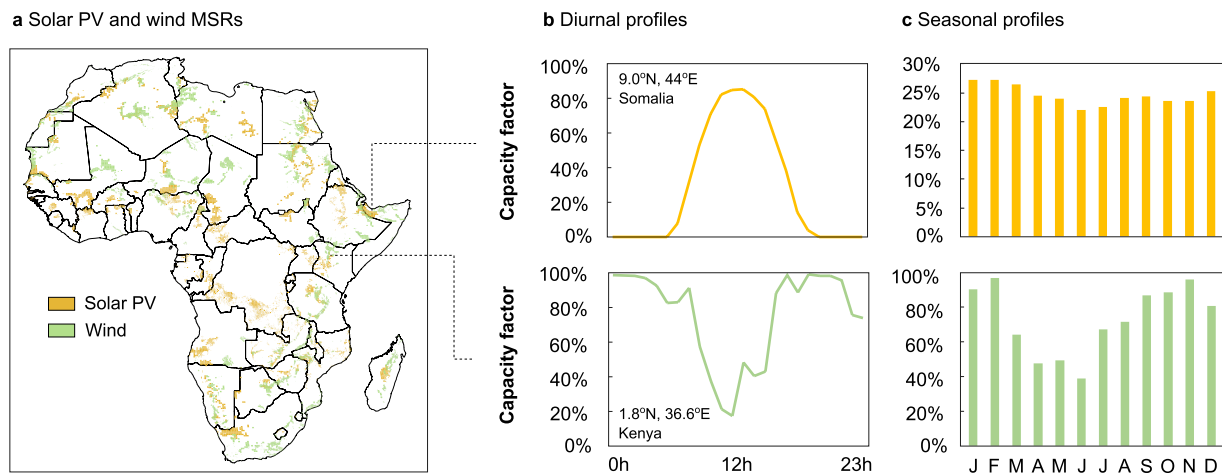 a Solar PV and wind MSRs
Solar PV
Wind
b Diurnal profiles
Capacity factor
100%
80%
60%
40%
20%
0%
9.0°N, 44°E
Somalia
Capacity factor
100%
80%
60%
40%
20%
0%
1.8°N, 36.6°E
Kenya
0h 12h 23h
c Seasonal profiles
30%
25%
20%
15%
10%
5%
0%
100%
80%
60%
40%
20%
0%
J F M A M J J A S O N D